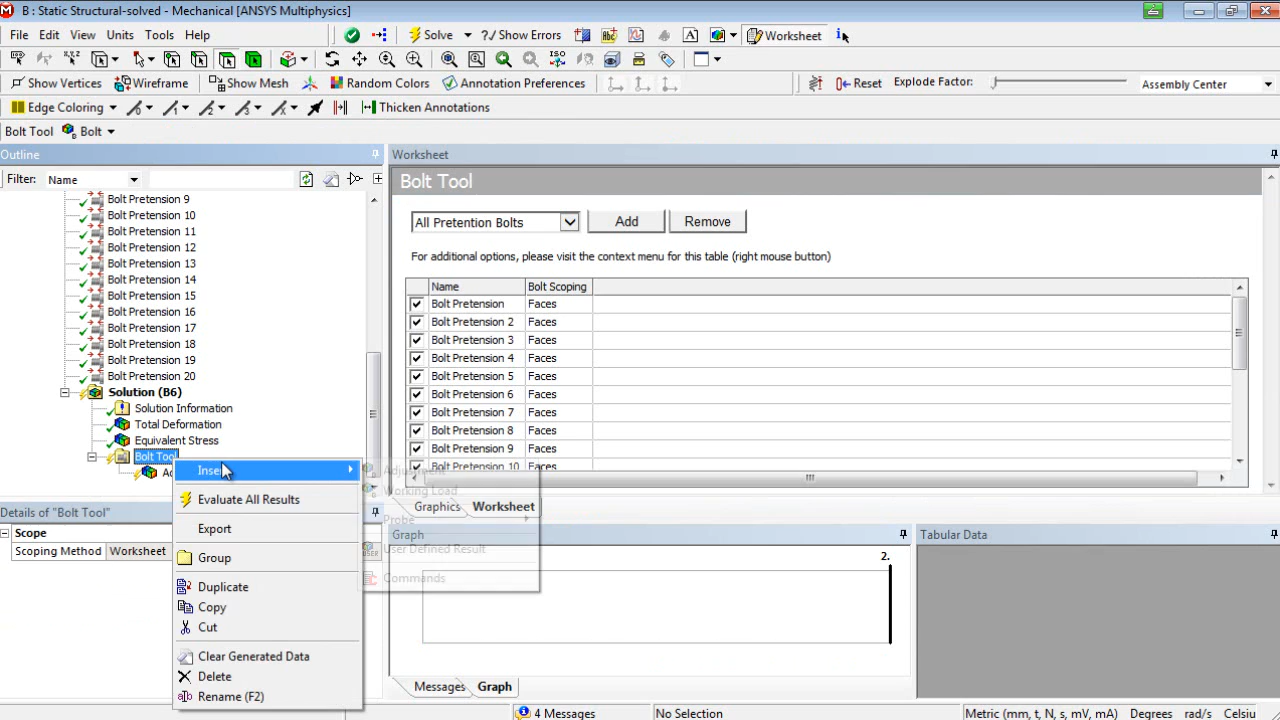 B : Static Structural-solved - Mechanical [ANSYS Multiphysics]
File Edit View Units Tools Help Solve ?/ Show Errors A Worksheet
Show Vertices Wireframe Show Mesh Random Colors Annotation Preferences Reset Explode Factor: Assembly Center
Edge Coloring Thicken Annotations
Bolt Tool Bolt
Outline
Filter: Name
Bolt Pretension 9
Bolt Pretension 10
Bolt Pretension 11
Bolt Pretension 12
Bolt Pretension 13
Bolt Pretension 14
Bolt Pretension 15
Bolt Pretension 16
Bolt Pretension 17
Bolt Pretension 18
Bolt Pretension 19
Bolt Pretension 20
Solution (B6)
Solution Information
Total Deformation
Equivalent Stress
Bolt Tool
Details of "Bolt Tool"
Scope
Scoping Method Worksheet
Insert
Evaluate All Results
Export
Group
Duplicate
Copy
Cut
Clear Generated Data
Delete
Rename (F2)
Adjustment
Working Load
Probe
User Defined Result
Commands
Worksheet
Bolt Tool
All Pretention Bolts Add Remove
For additional options, please visit the context menu for this table (right mouse button)
Name Bolt Scoping
Bolt Pretension Faces
Bolt Pretension 2 Faces
Bolt Pretension 3 Faces
Bolt Pretension 4 Faces
Bolt Pretension 5 Faces
Bolt Pretension 6 Faces
Bolt Pretension 7 Faces
Bolt Pretension 8 Faces
Bolt Pretension 9 Faces
Bolt Pretension 10 Faces
Graphics Worksheet
Graph
2.
Messages Graph
Tabular Data
4 Messages No Selection Metric (mm, t, N, s, mV, mA) Degrees rad/s Celsiu